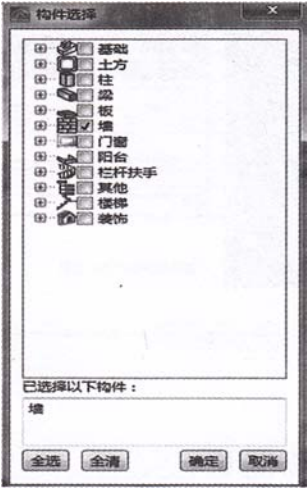 构件选择
基础
土方
柱
梁
板
墙
门窗
阳台
栏杆扶手
其他
楼梯
装饰
已选择以下构件：
墙
全选 全清 确定 取消